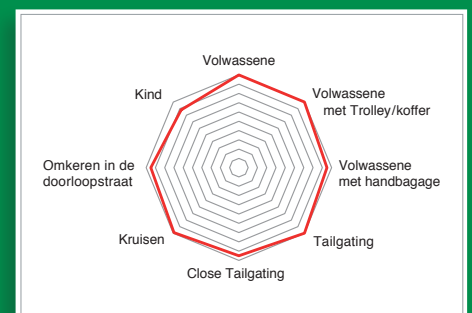 Volwassene
Kind
Volwassene
met Trolley/koffer
Omkeren in de
doorloopstraat
Volwassene
met handbagage
Kruisen
Tailgating
Close Tailgating